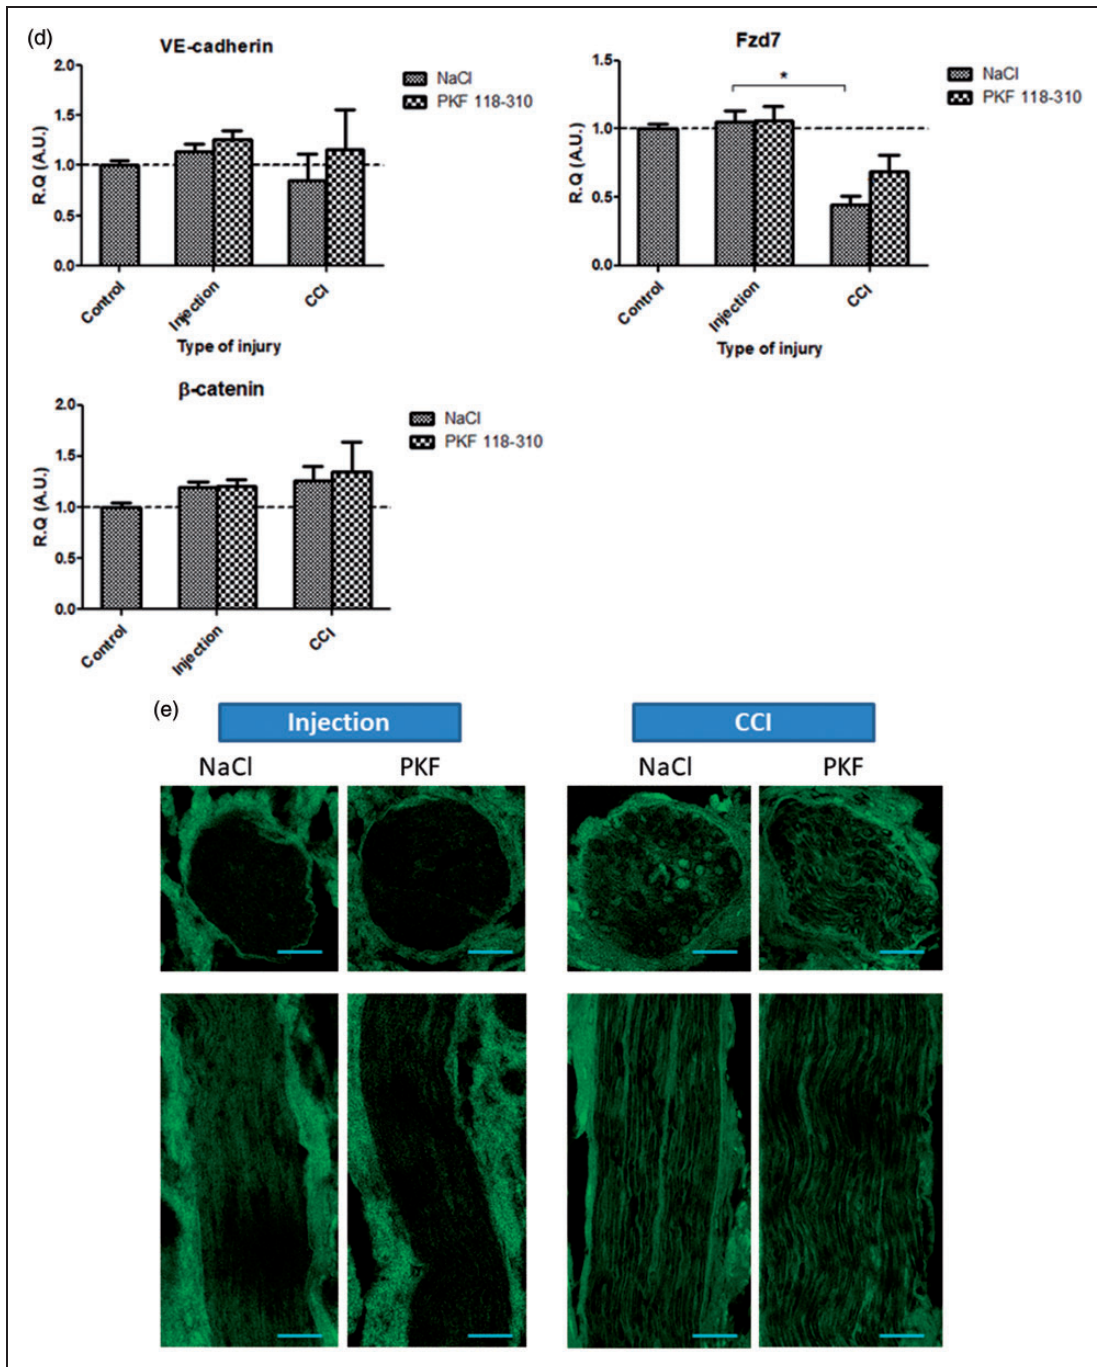 (d)
VE-cadherin
2.0
1.5
1.0
0.5
0.0
R.Q (A.U.)
NaCl
PKF 118-310
Control
Injection
CCI
Type of injury
Fzd7
1.5
1.0
0.5
0.0
R.Q (A.U.)
*
NaCl
PKF 118-310
Control
Injection
CCI
Type of injury
β-catenin
2.0
1.5
1.0
0.5
0.0
R.Q (A.U.)
NaCl
PKF 118-310
Control
Injection
CCI
(e)
Injection
CCI
NaCl
PKF
NaCl
PKF